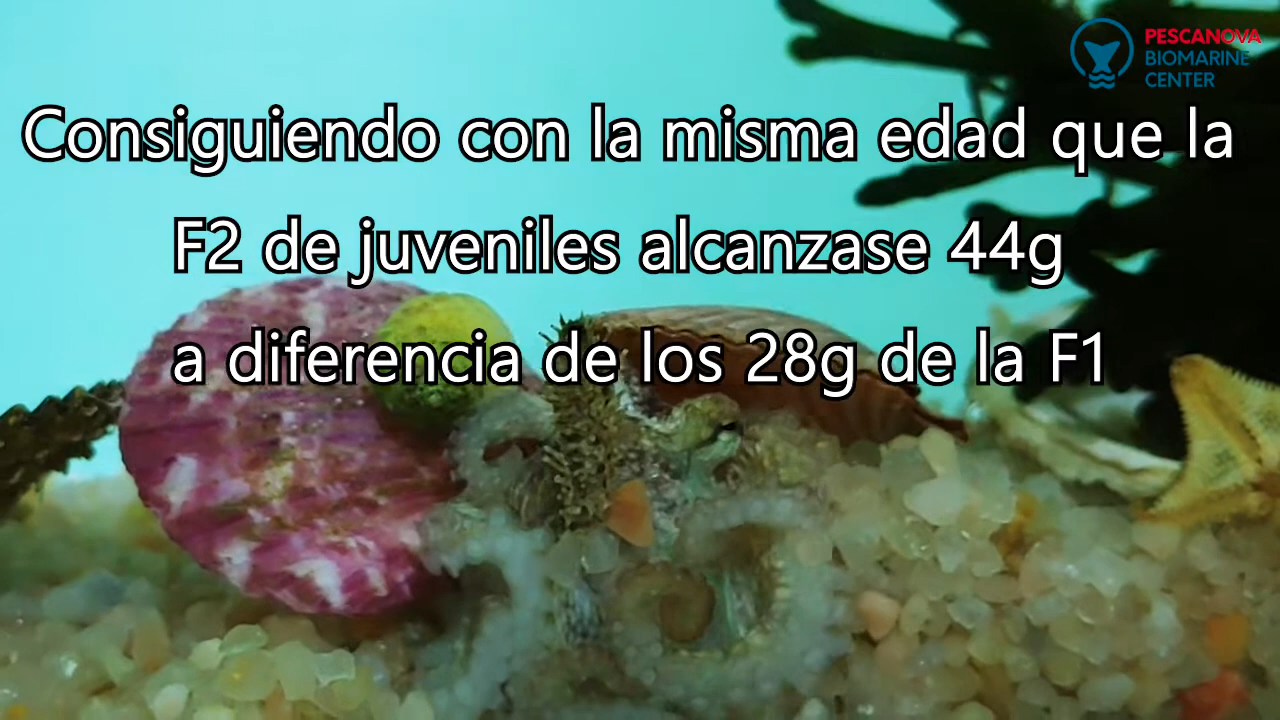 PESCANOVA
BIOMARINE
CENTER
Consiguiendo con la misma edad que la
F2 de juveniles alcanzase 44g
a diferencia de los 28g de la F1